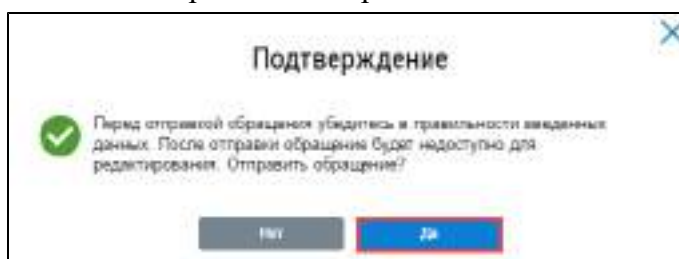 Подтверждение
Перед отправкой обращения убедитесь в правильности введенных
данных. После отправки обращение будет недоступно для
редактирования. Отправить обращение?
Нет
Да